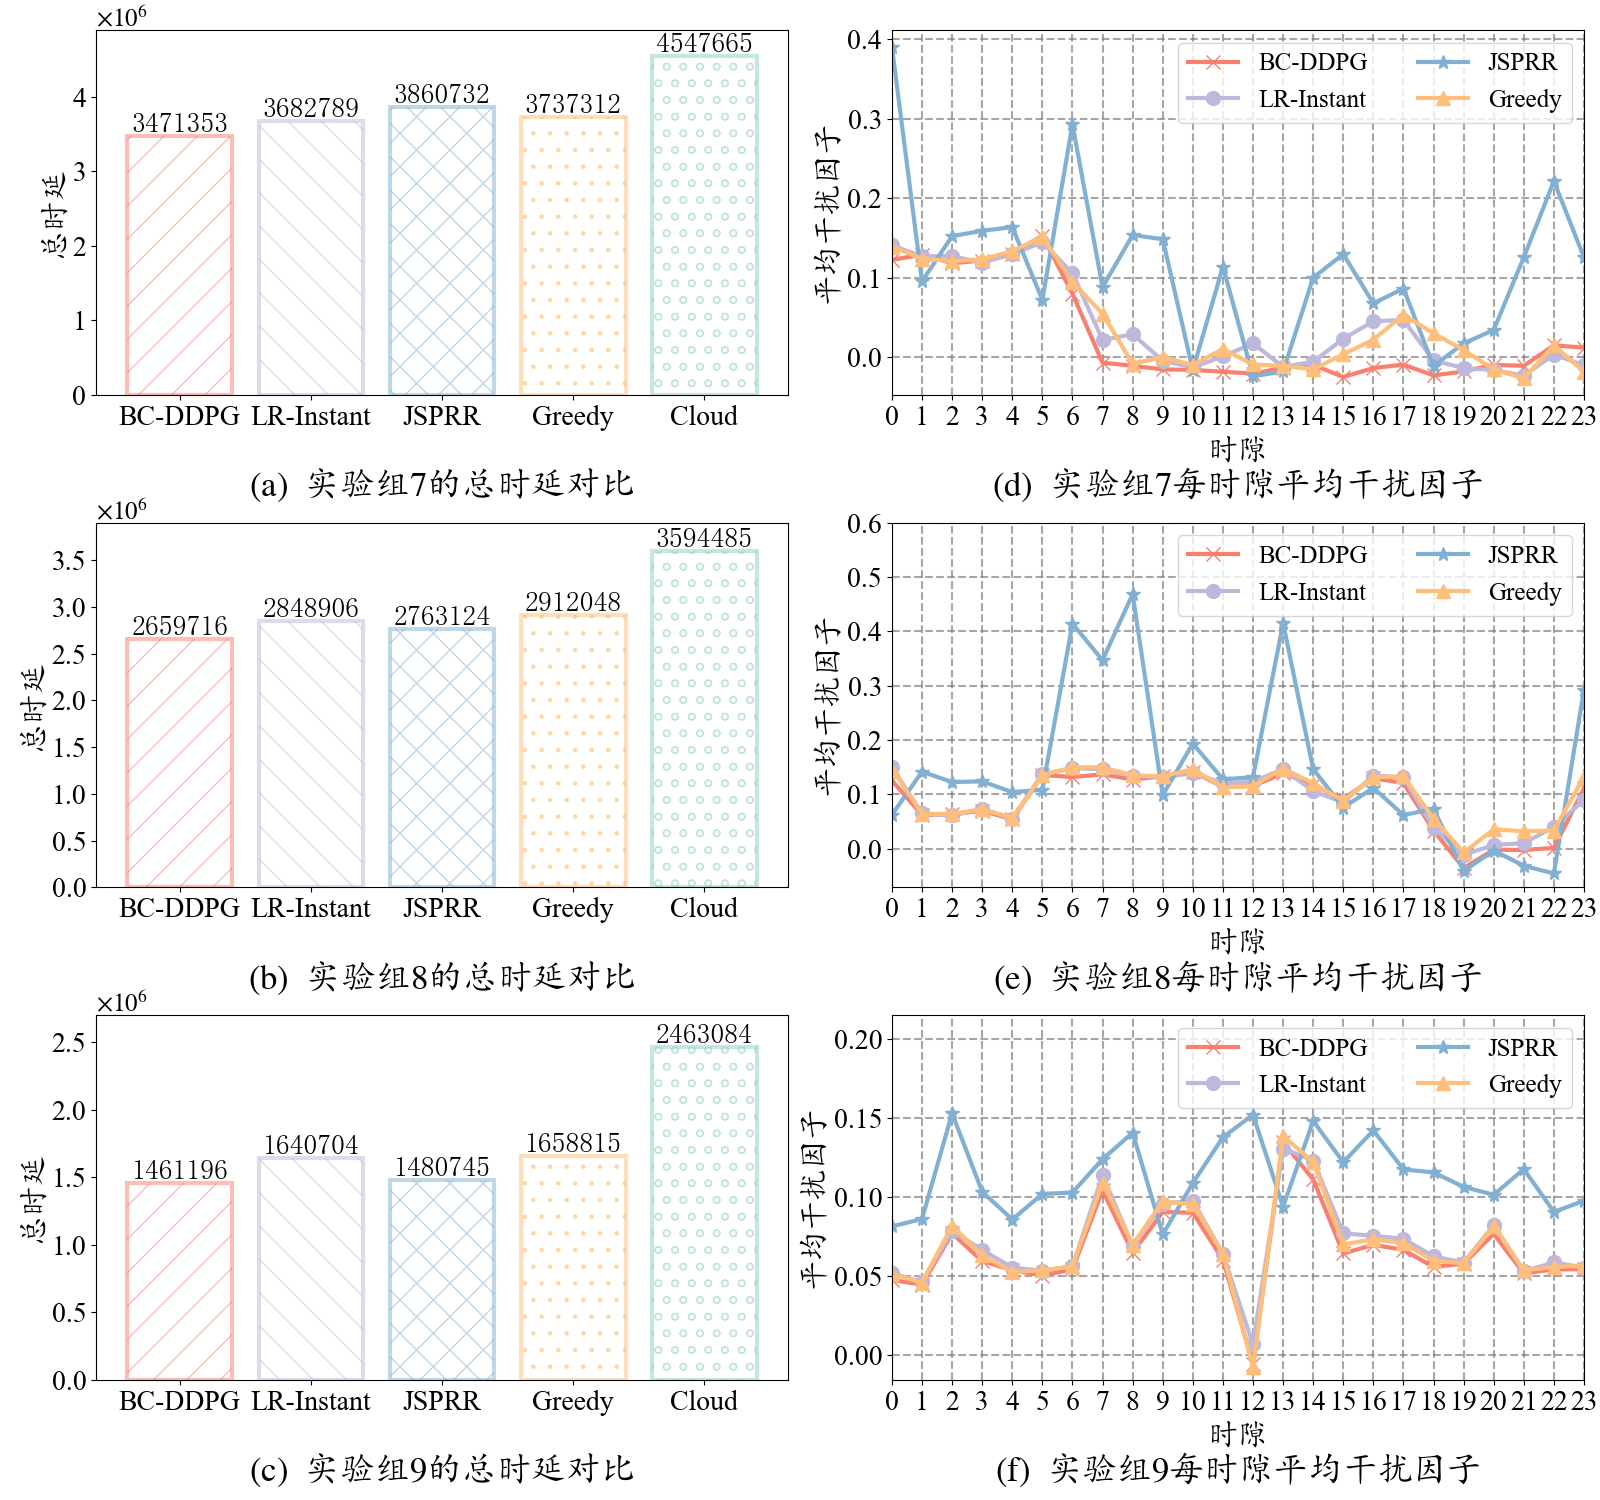 ×10⁶
总时延
4
3
2
1
0
3471353
3682789
3860732
3737312
4547665
BC-DDPG LR-Instant JSPRR Greedy Cloud
(a) 实验组7的总时延对比
平均干扰因子
0.4
0.3
0.2
0.1
0.0
BC-DDPG JSPRR
LR-Instant Greedy
0 1 2 3 4 5 6 7 8 9 10 11 12 13 14 15 16 17 18 19 20 21 22 23
时隙
(d) 实验组7每时隙平均干扰因子
×10⁶
总时延
3.5
3.0
2.5
2.0
1.5
1.0
0.5
0.0
2659716
2848906
2763124
2912048
3594485
BC-DDPG LR-Instant JSPRR Greedy Cloud
(b) 实验组8的总时延对比
平均干扰因子
0.6
0.5
0.4
0.3
0.2
0.1
0.0
BC-DDPG JSPRR
LR-Instant Greedy
0 1 2 3 4 5 6 7 8 9 10 11 12 13 14 15 16 17 18 19 20 21 22 23
时隙
(e) 实验组8每时隙平均干扰因子
×10⁶
总时延
2.5
2.0
1.5
1.0
0.5
0.0
1461196
1640704
1480745
1658815
2463084
BC-DDPG LR-Instant JSPRR Greedy Cloud
(c) 实验组9的总时延对比
平均干扰因子
0.20
0.15
0.10
0.05
0.00
BC-DDPG JSPRR
LR-Instant Greedy
0 1 2 3 4 5 6 7 8 9 10 11 12 13 14 15 16 17 18 19 20 21 22 23
时隙
(f) 实验组9每时隙平均干扰因子